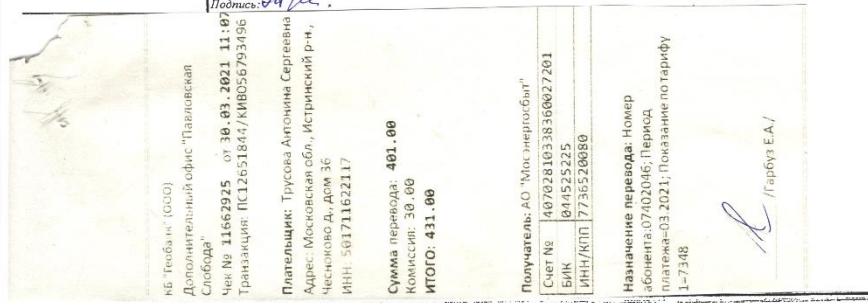 Подпись:
КБ "Геобанк" (ООО)
Дополнительный офис "Павловская
Слобода"
Чек № 11662925 от 30.03.2021 11:07
Транзакция: ПС12651844/КИВО56793496
Плательщик: Трусова Антонина Сергеевна
Адрес: Московская обл., Истринский р-н,
Чесноково д., дом 36
ИНН: 501711622117
Сумма перевода: 401.00
Комиссия: 30.00
ИТОГО: 431.00
Получатель: АО "Мосэнергосбыт"
Счет № 40702810338360027201
БИК 044525225
ИНН/КПП 7736520080
Назначение перевода: Номер
абонента:07402046; Период
платежа=03.2021; Показание по тарифу
1=7348
/Гарбуз Е.А./